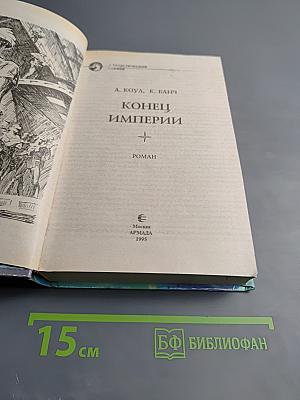 А. КОУЛ, К. БАНЧ
КОНЕЦ
ИМПЕРИИ
РОМАН
Москва
АРМАДА
1995
15 см
БФ БИБЛИОФАН